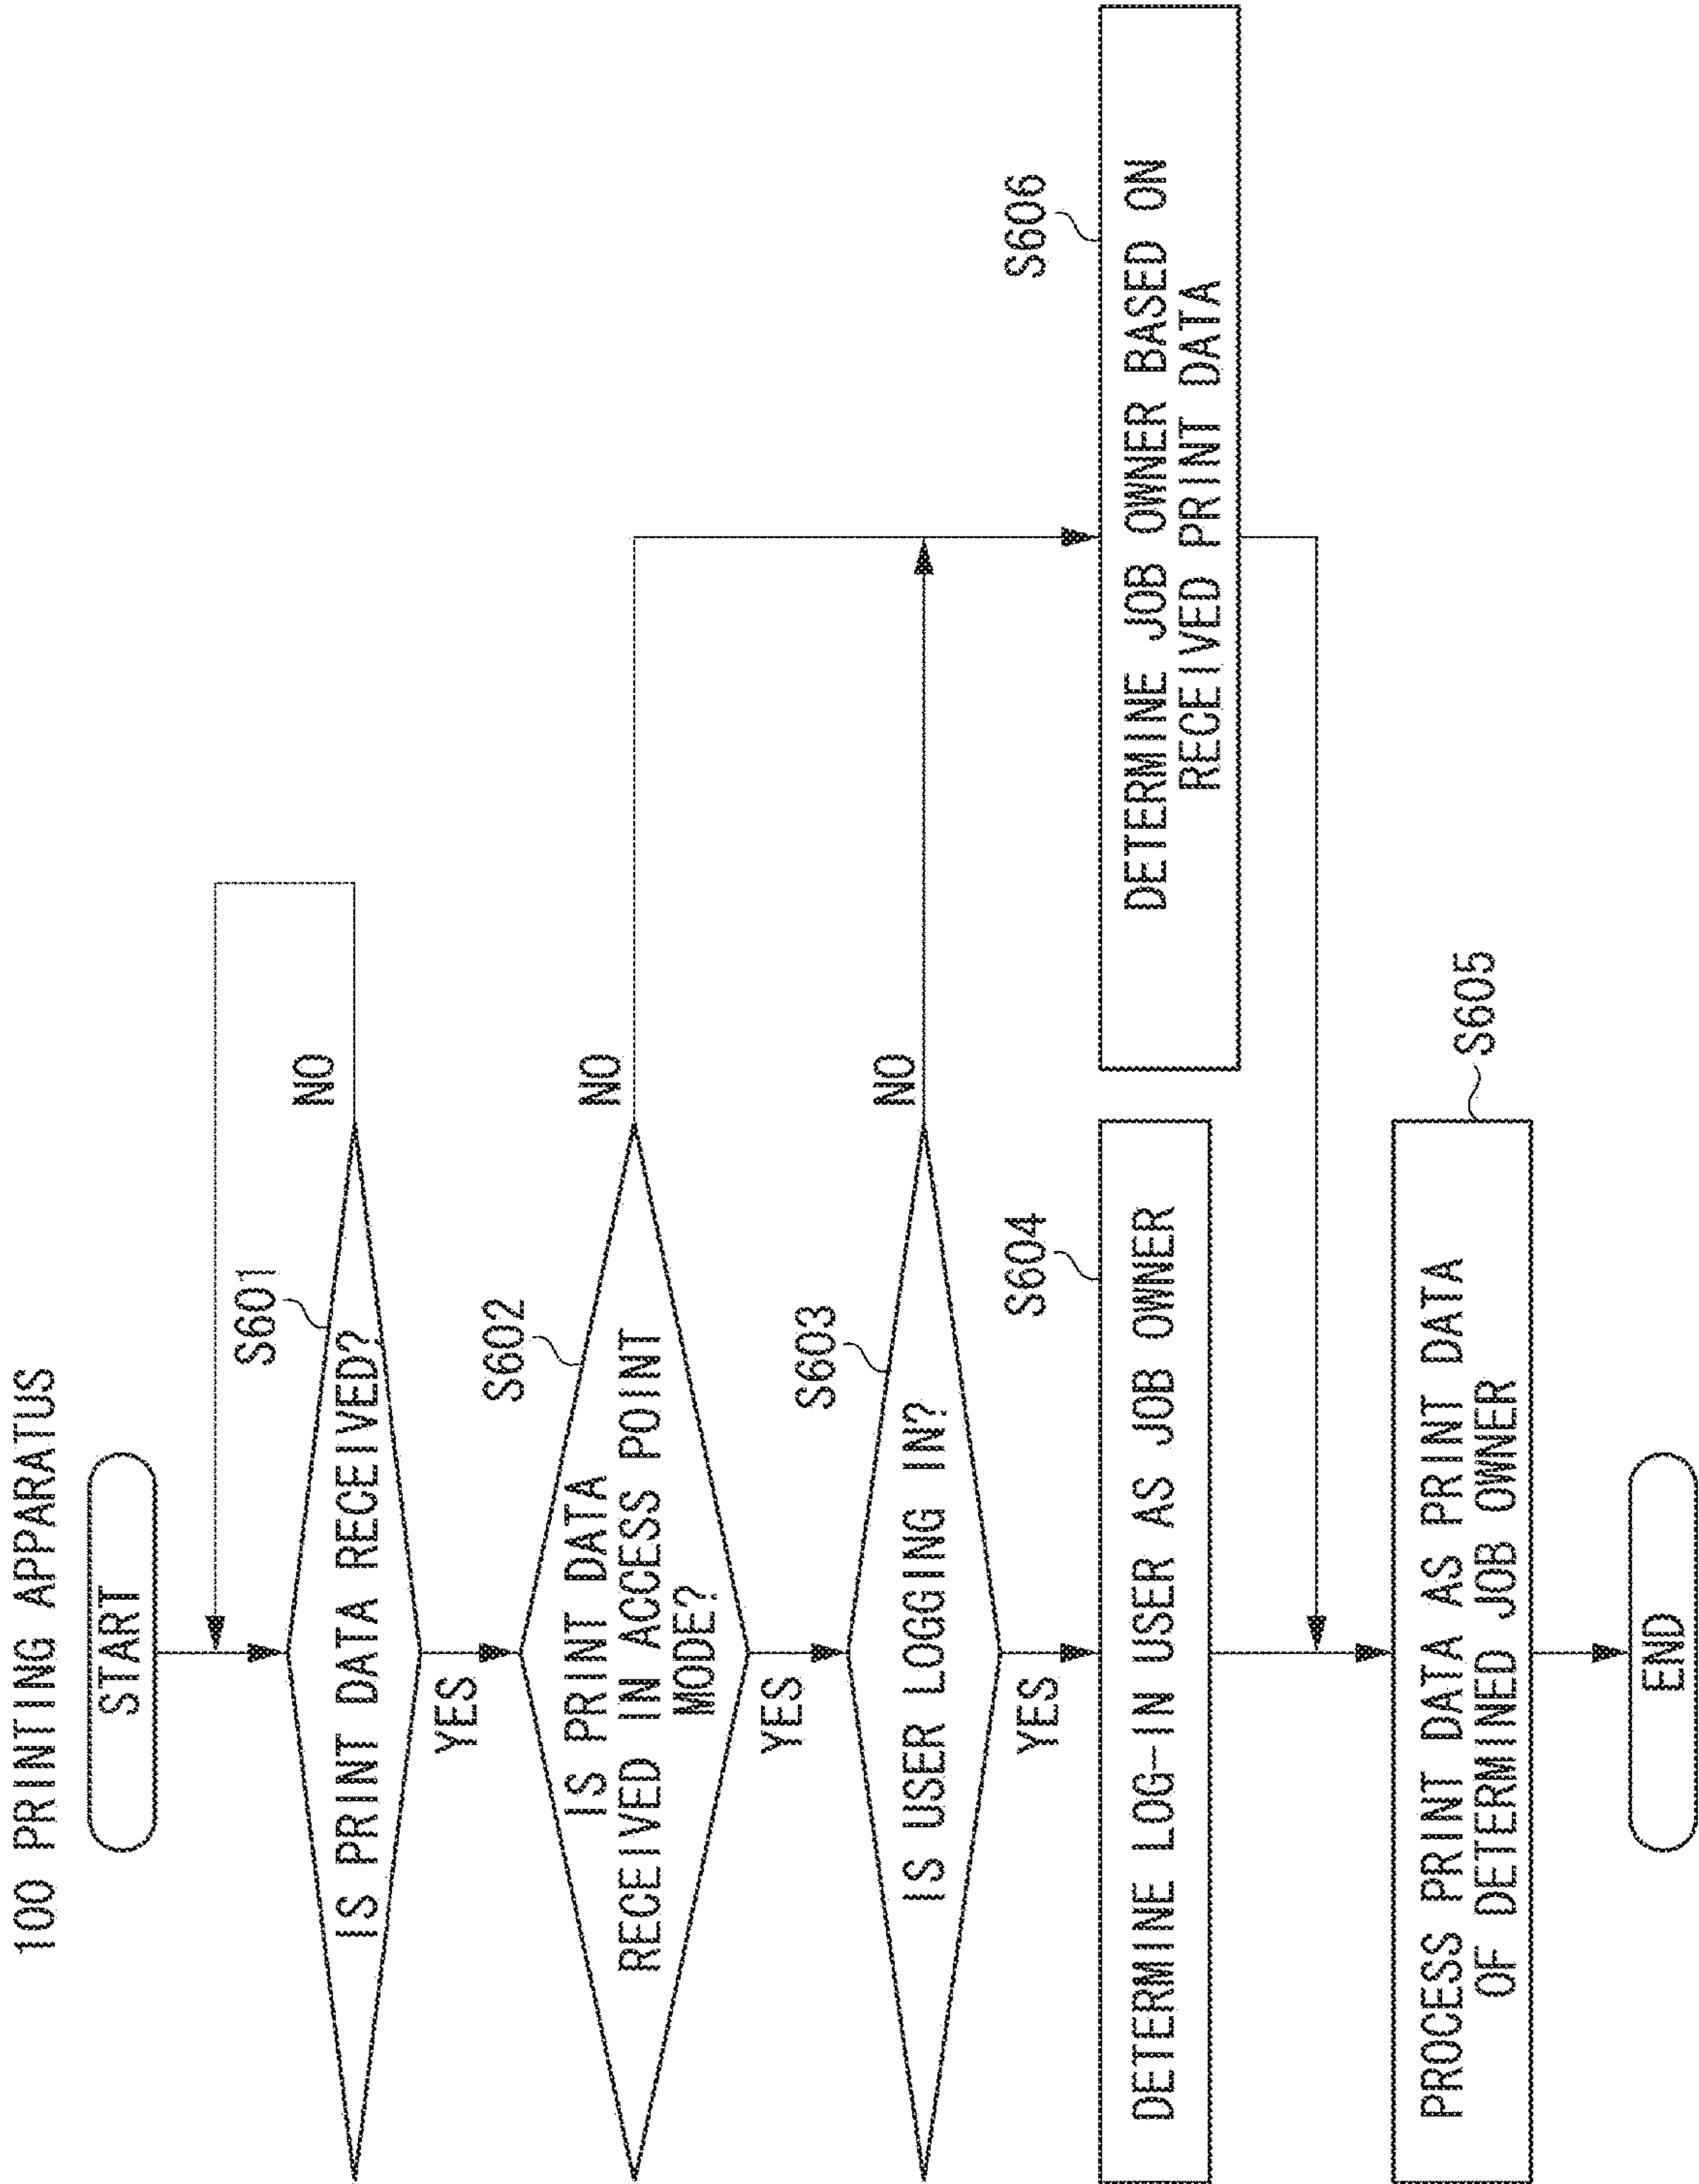 100 PRINTING APPARATUS
START
S601
IS PRINT DATA RECEIVED?
NO
YES
S602
IS PRINT DATA
RECEIVED IN ACCESS POINT
MODE?
NO
YES
S603
IS USER LOGGING IN?
NO
YES
S604
DETERMINE LOG-IN USER AS JOB OWNER
S606
DETERMINE JOB OWNER BASED ON
RECEIVED PRINT DATA
S605
PROCESS PRINT DATA AS PRINT DATA
OF DETERMINED JOB OWNER
END